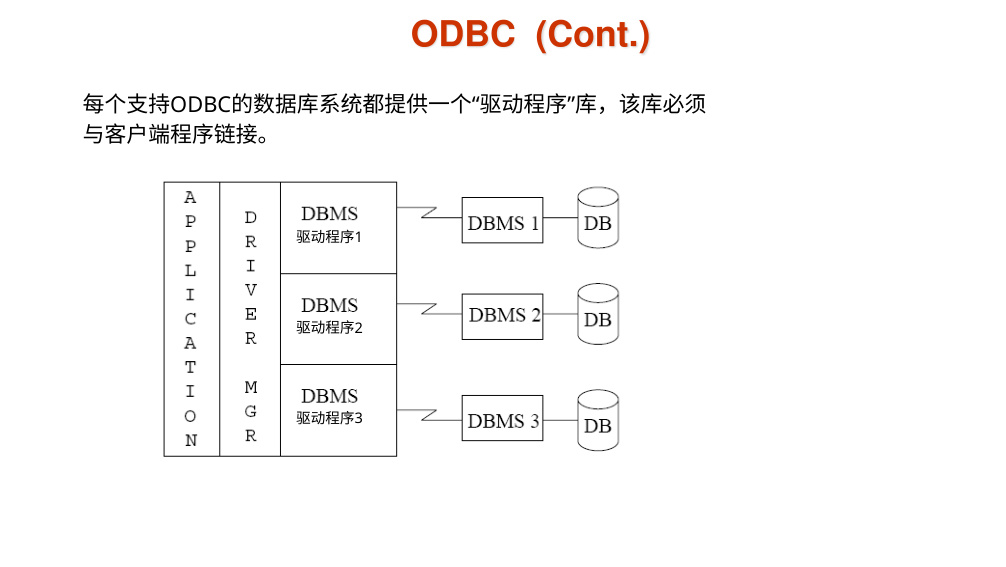 ODBC (Cont.)
每个支持ODBC的数据库系统都提供一个“驱动程序”库，该库必须
与客户端程序链接。
APPLICATION
DRIVER MGR
DBMS
驱动程序1
DBMS 1
DB
DBMS
驱动程序2
DBMS 2
DB
DBMS
驱动程序3
DBMS 3
DB